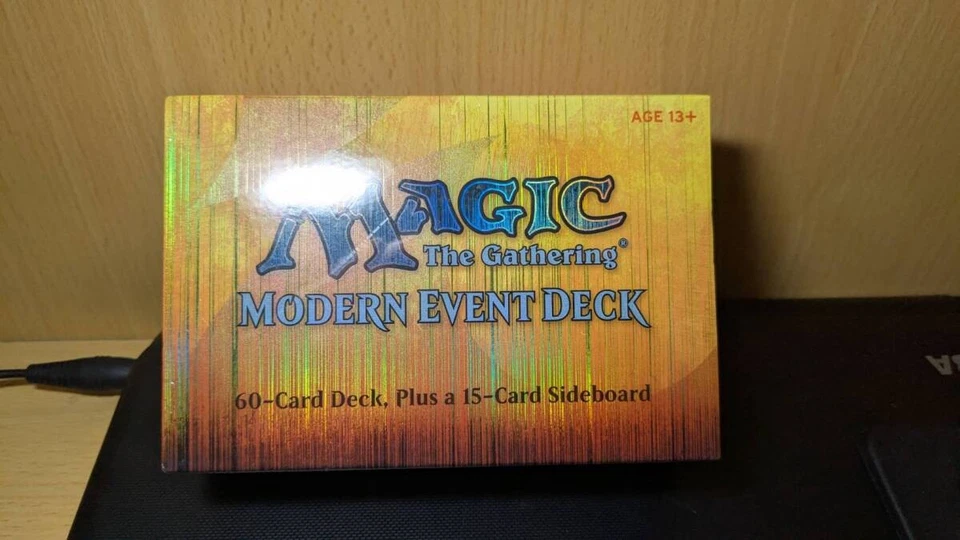 AGE 13+
MAGIC
The Gathering®
MODERN EVENT DECK
60-Card Deck, Plus a 15-Card Sideboard